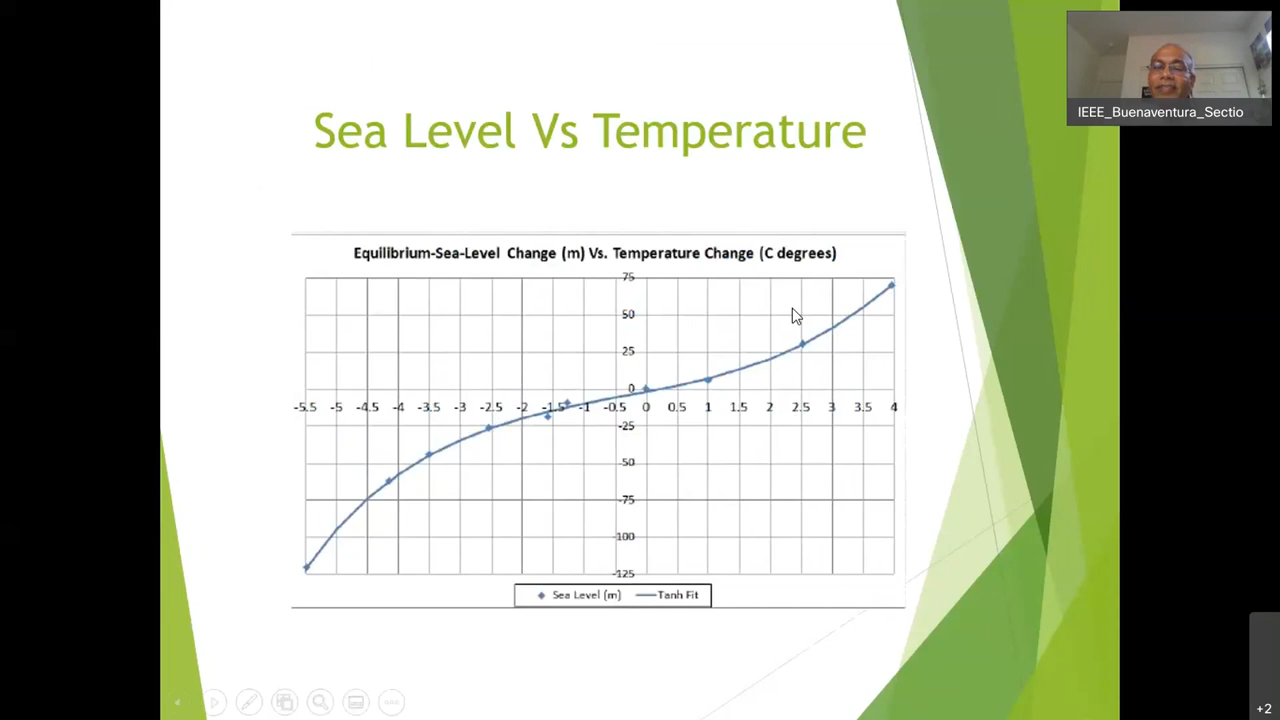 IEEE_Buenaventura_Sectio
Sea Level Vs Temperature
Equilibrium-Sea-Level Change (m) Vs. Temperature Change (C degrees)
75
50
25
0
-5.5 -5 -4.5 -4 -3.5 -3 -2.5 -2 -1.5 -1 -0.5 0 0.5 1 1.5 2 2.5 3 3.5 4
-25
-50
-75
-100
-125
Sea Level (m) Tanh Fit
+2